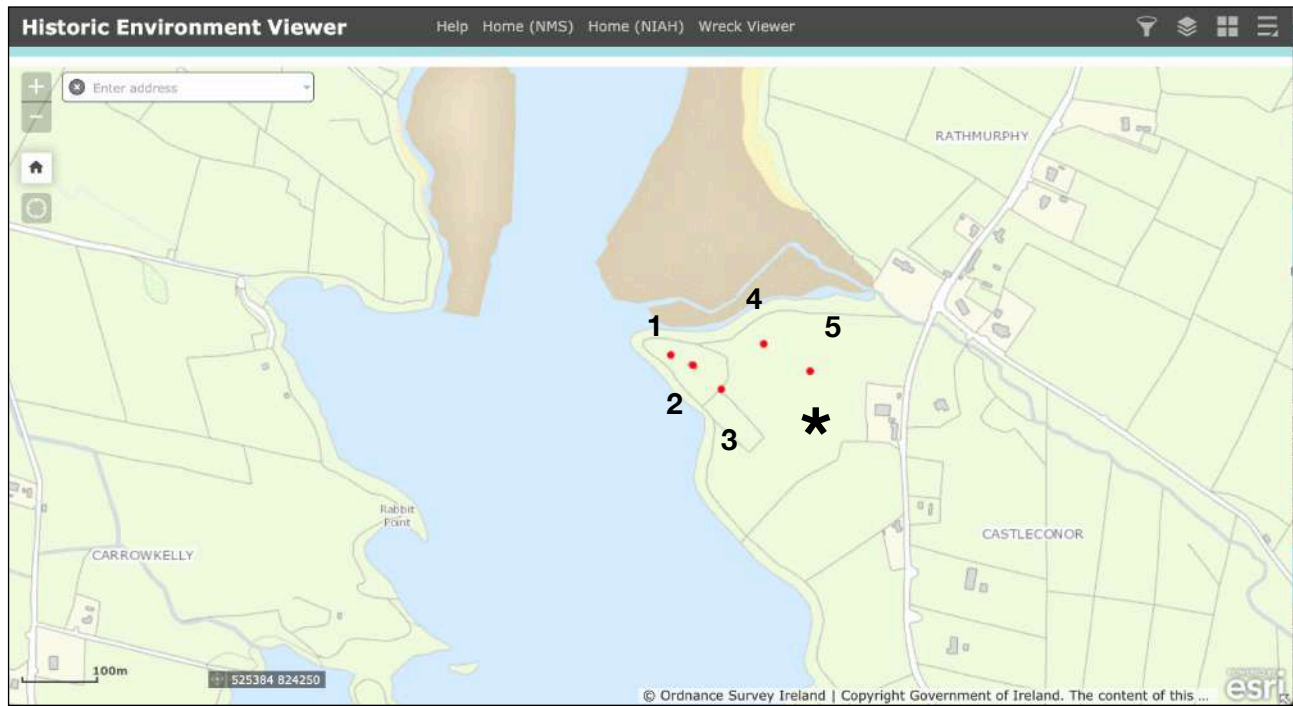 Historic Environment Viewer Help Home (NMS) Home (NIAH) Wreck Viewer
Enter address
RATHMURPHY
4
1
5
2
*
3
Rabbit
Point
CASTLECONOR
CARROWKELLY
100m
525384 824250
© Ordnance Survey Ireland | Copyright Government of Ireland. The content of this ...
esri